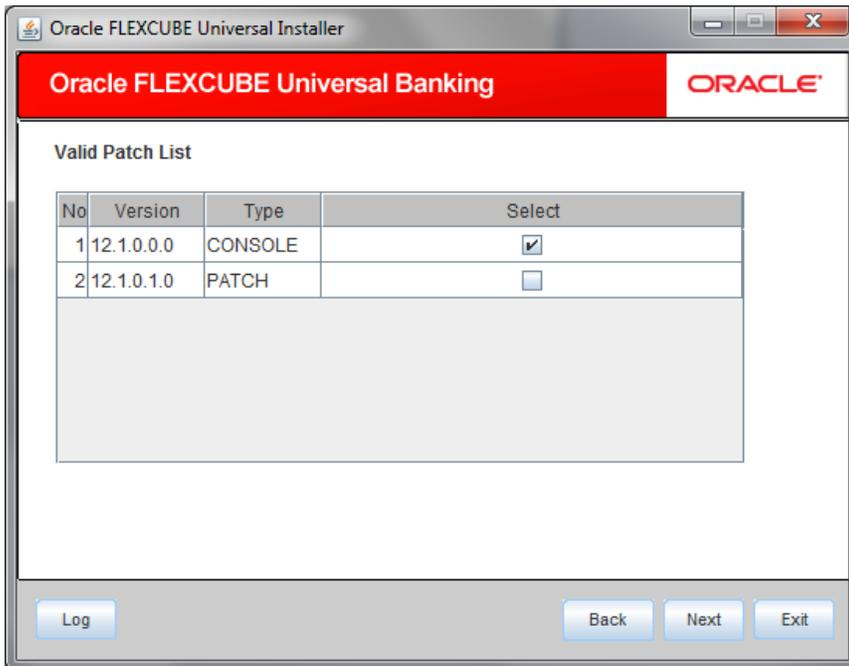 Oracle FLEXCUBE Universal Installer
Oracle FLEXCUBE Universal Banking
ORACLE
Valid Patch List
No Version Type Select
1 12.1.0.0.0 CONSOLE
2 12.1.0.1.0 PATCH
Log Back Next Exit